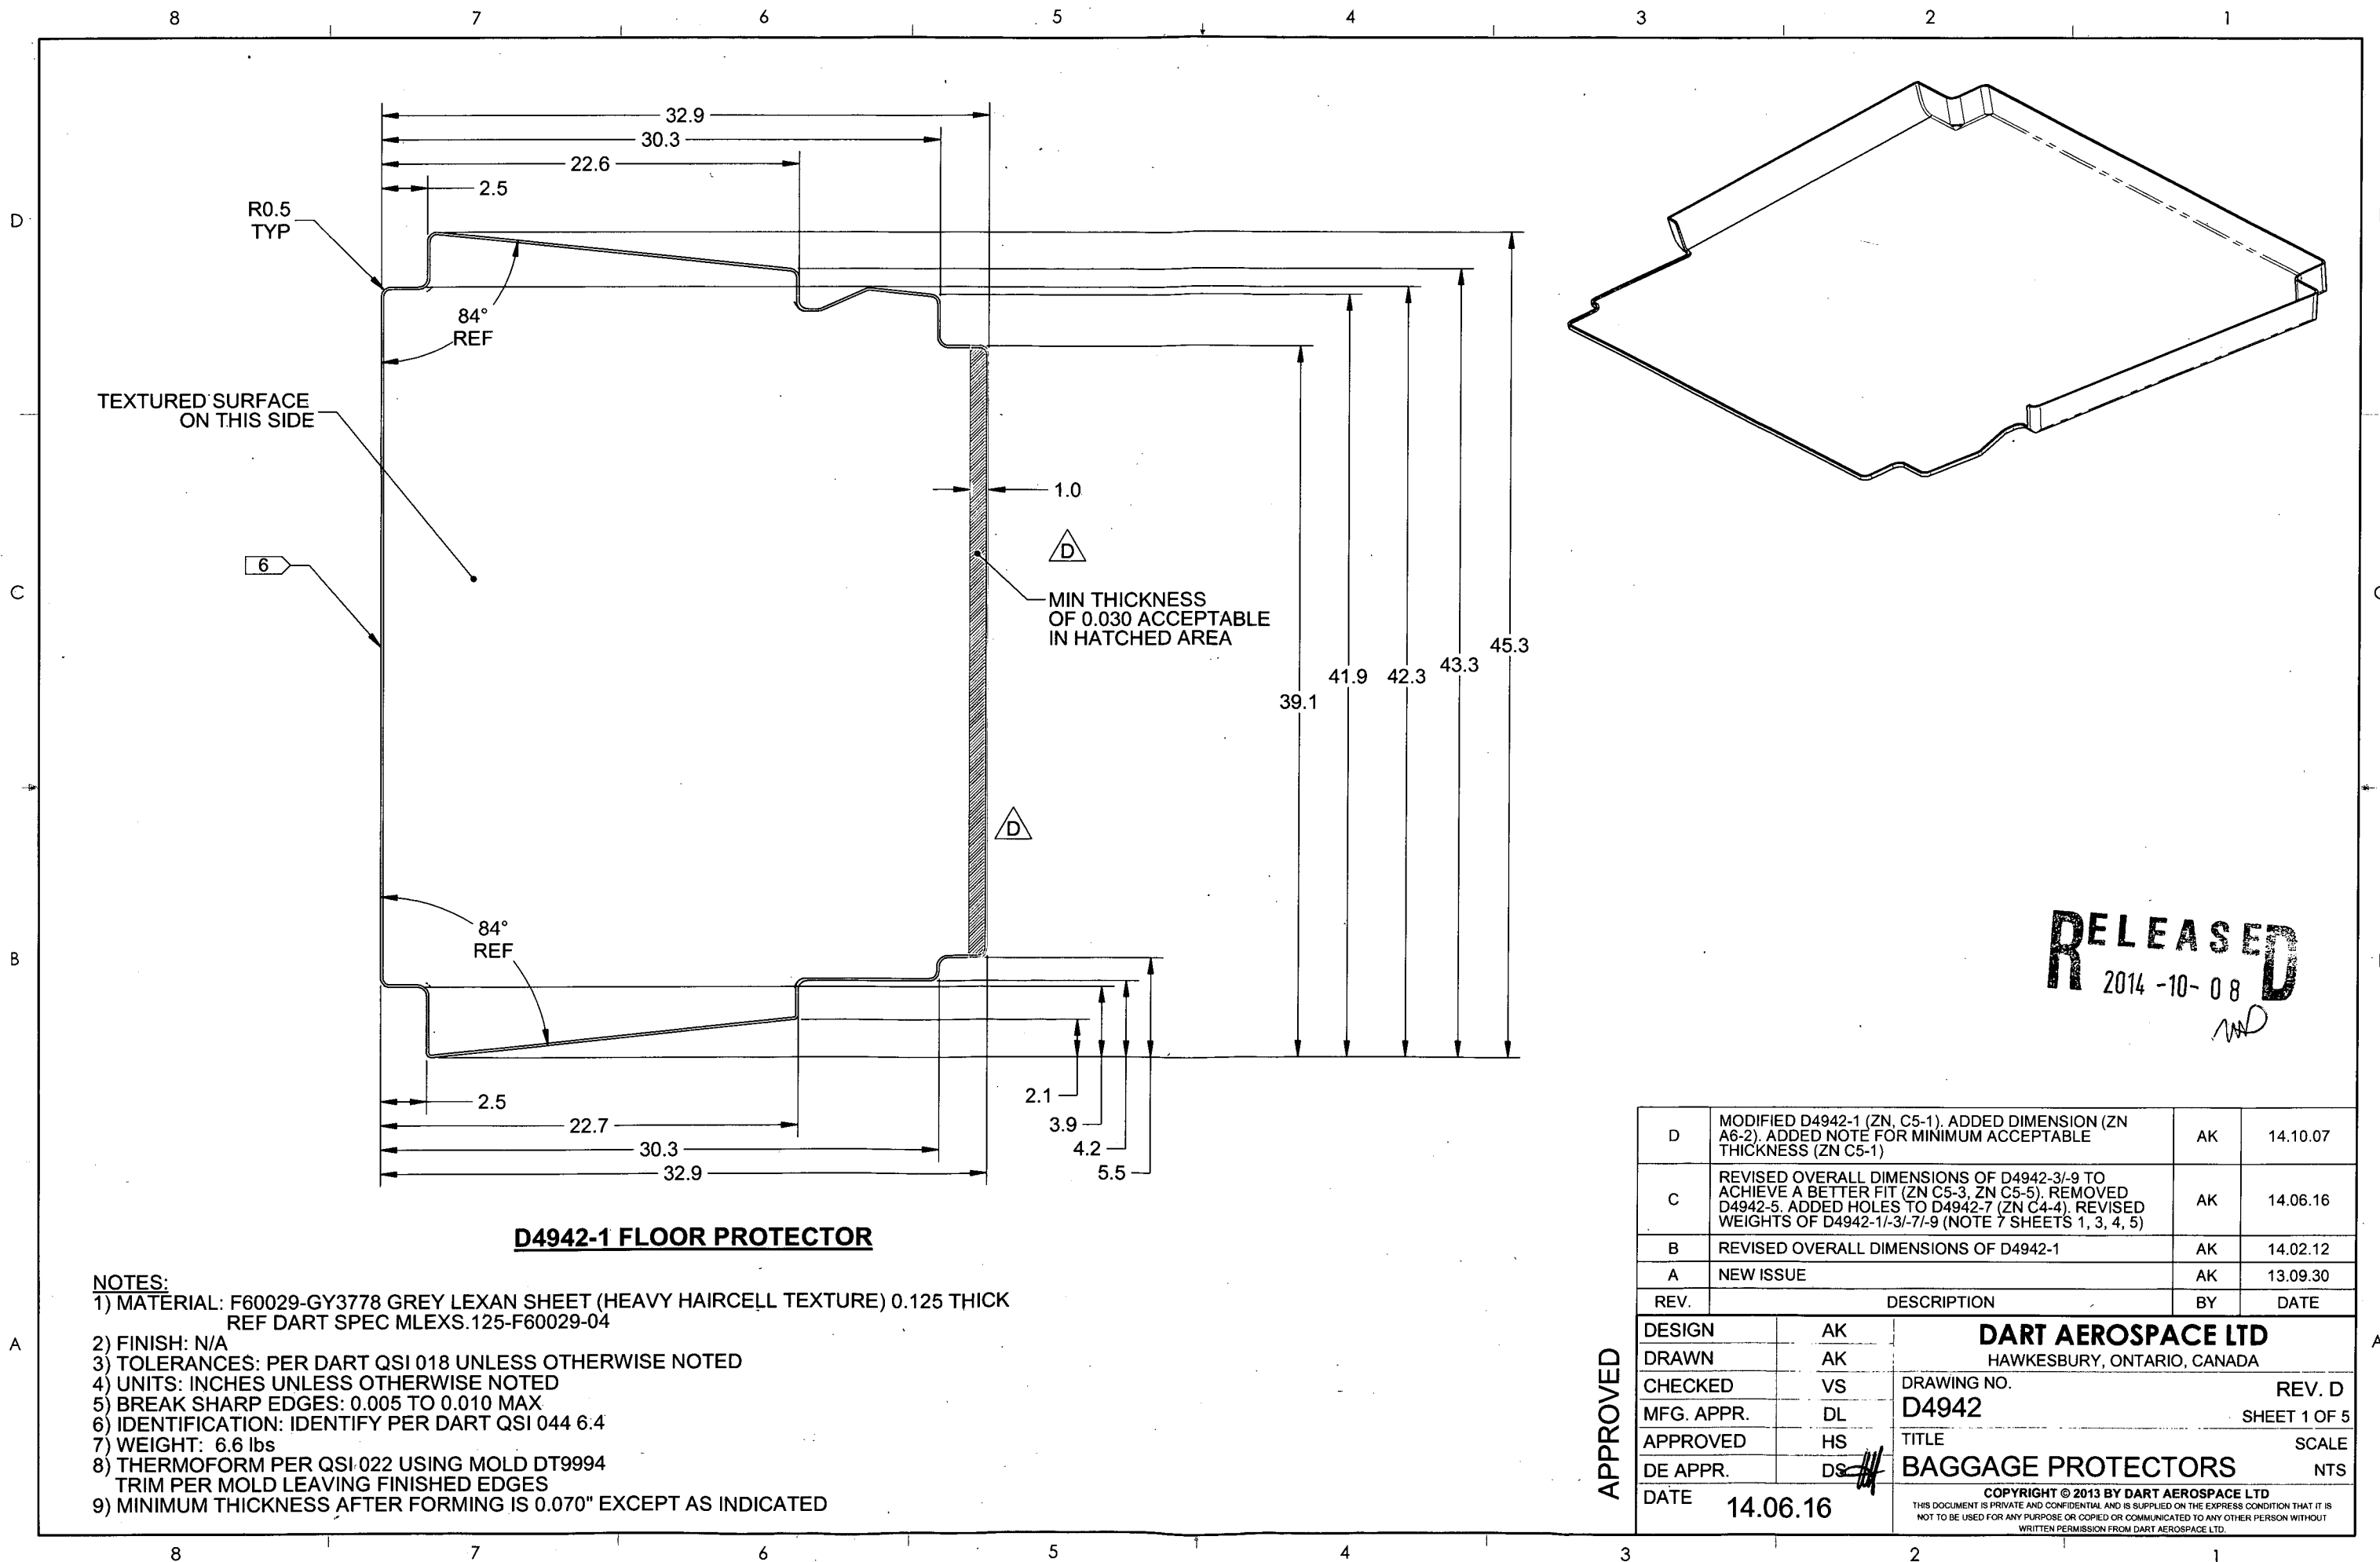 8 7 6 5 4 3 2 1
D
C
B
A
32.9
30.3
22.6
2.5
R0.5
TYP
84°
REF
TEXTURED SURFACE
ON THIS SIDE
6
1.0
D
MIN THICKNESS
OF 0.030 ACCEPTABLE
IN HATCHED AREA
45.3
43.3
41.9
42.3
39.1
D
84°
REF
2.5
22.7
30.3
32.9
2.1
3.9
4.2
5.5
D4942-1 FLOOR PROTECTOR
NOTES:
1) MATERIAL: F60029-GY3778 GREY LEXAN SHEET (HEAVY HAIRCELL TEXTURE) 0.125 THICK
REF DART SPEC MLEXS.125-F60029-04
2) FINISH: N/A
3) TOLERANCES: PER DART QSI 018 UNLESS OTHERWISE NOTED
4) UNITS: INCHES UNLESS OTHERWISE NOTED
5) BREAK SHARP EDGES: 0.005 TO 0.010 MAX
6) IDENTIFICATION: IDENTIFY PER DART QSI 044 6.4
7) WEIGHT: 6.6 lbs
8) THERMOFORM PER QSI 022 USING MOLD DT9994
TRIM PER MOLD LEAVING FINISHED EDGES
9) MINIMUM THICKNESS AFTER FORMING IS 0.070" EXCEPT AS INDICATED
RELEASED
2014-10-08
D
MODIFIED D4942-1 (ZN, C5-1). ADDED DIMENSION (ZN
A6-2). ADDED NOTE FOR MINIMUM ACCEPTABLE
THICKNESS (ZN C5-1)
AK
14.10.07
C
REVISED OVERALL DIMENSIONS OF D4942-3/-9 TO
ACHIEVE A BETTER FIT (ZN C5-3, ZN C5-5). REMOVED
D4942-5. ADDED HOLES TO D4942-7 (ZN C4-4). REVISED
WEIGHTS OF D4942-1/-3/-7/-9 (NOTE 7 SHEETS 1, 3, 4, 5)
AK
14.06.16
B REVISED OVERALL DIMENSIONS OF D4942-1 AK 14.02.12
A NEW ISSUE AK 13.09.30
REV. DESCRIPTION BY DATE
APPROVED
DESIGN AK
DRAWN AK
CHECKED VS
MFG. APPR. DL
APPROVED HS
DE APPR. DS
DATE 14.06.16
DART AEROSPACE LTD
HAWKESBURY, ONTARIO, CANADA
DRAWING NO.
D4942
REV. D
SHEET 1 OF 5
TITLE
BAGGAGE PROTECTORS
SCALE
NTS
COPYRIGHT © 2013 BY DART AEROSPACE LTD
THIS DOCUMENT IS PRIVATE AND CONFIDENTIAL AND IS SUPPLIED ON THE EXPRESS CONDITION THAT IT IS
NOT TO BE USED FOR ANY PURPOSE OR COPIED OR COMMUNICATED TO ANY OTHER PERSON WITHOUT
WRITTEN PERMISSION FROM DART AEROSPACE LTD.
8 7 6 5 4 3 2 1